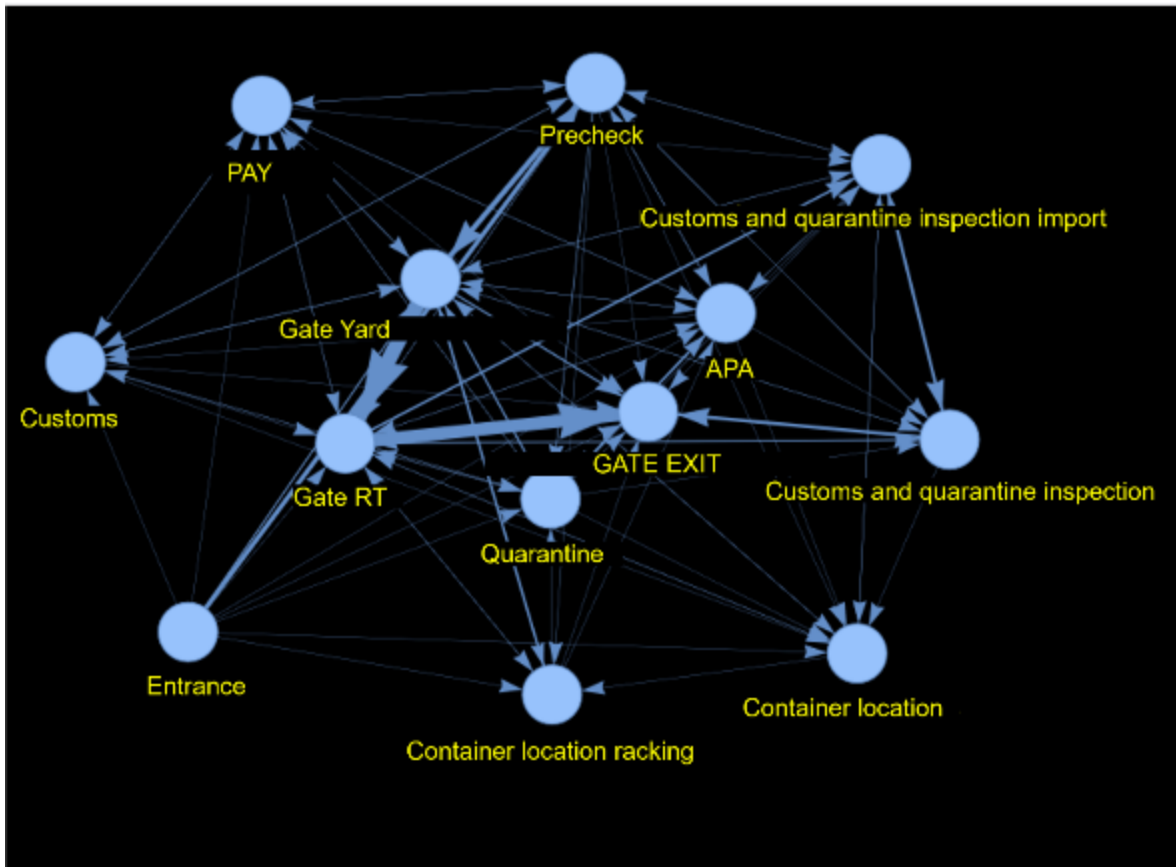 Precheck
PAY
Customs and quarantine inspection import
Gate Yard
APA
Customs
GATE EXIT
Gate RT
Customs and quarantine inspection
Quarantine
Entrance
Container location
Container location racking